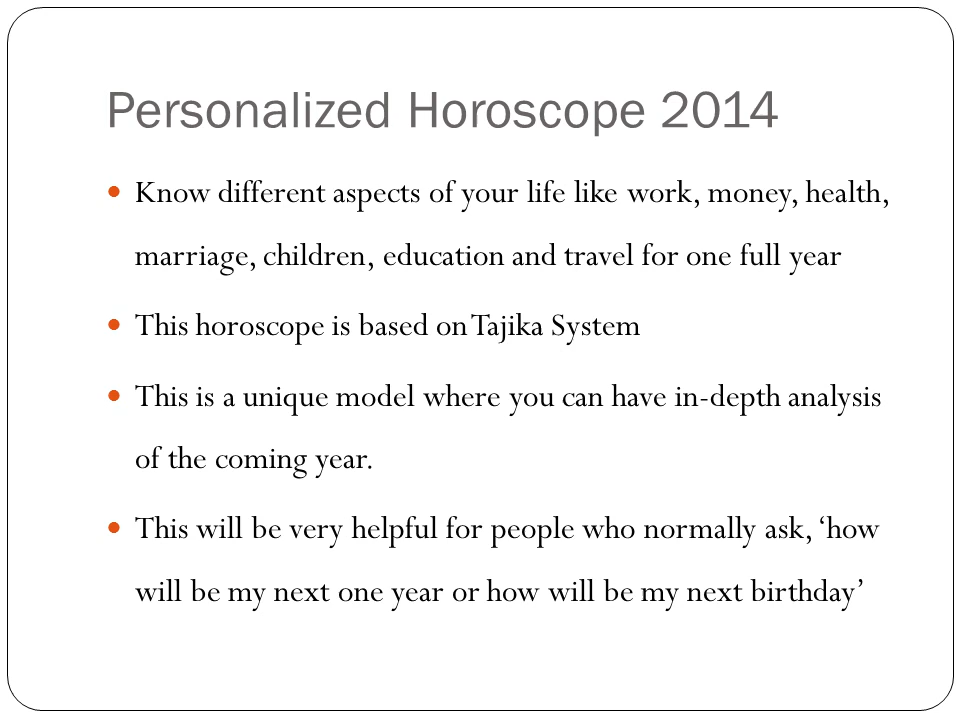 Personalized Horoscope 2014
• Know different aspects of your life like work, money, health,
marriage, children, education and travel for one full year
• This horoscope is based on Tajika System
• This is a unique model where you can have in-depth analysis
of the coming year.
• This will be very helpful for people who normally ask, ‘how
will be my next one year or how will be my next birthday’